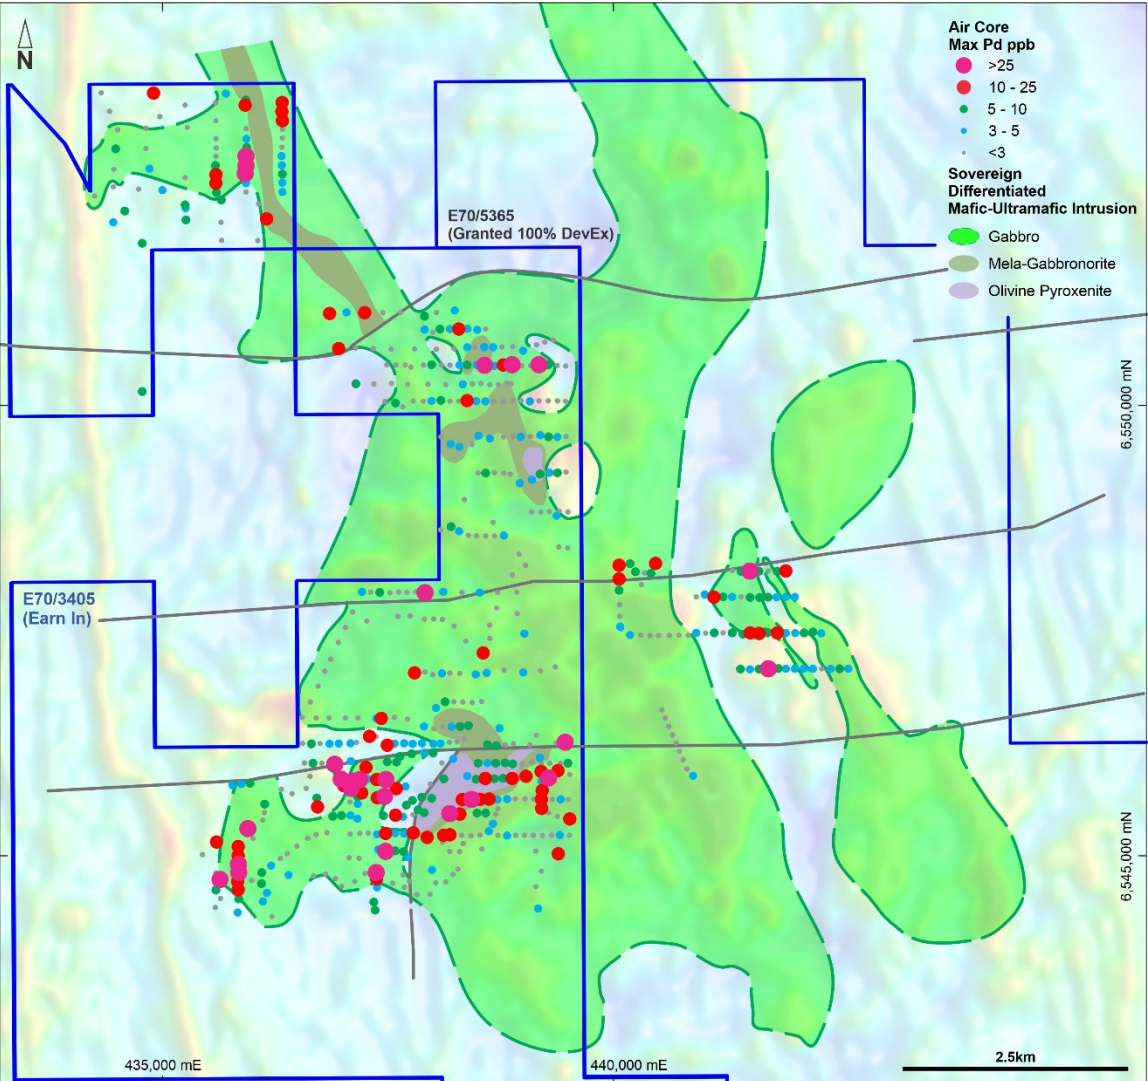 N
Air Core
Max Pd ppb
>25
10 - 25
5 - 10
3 - 5
<3
Sovereign
Differentiated
Mafic-Ultramafic Intrusion
Gabbro
Mela-Gabbronorite
Olivine Pyroxenite
E70/5365
(Granted 100% DevEx)
6,550,000 mN
E70/3405
(Earn In)
6,545,000 mN
435,000 mE
440,000 mE
2.5km